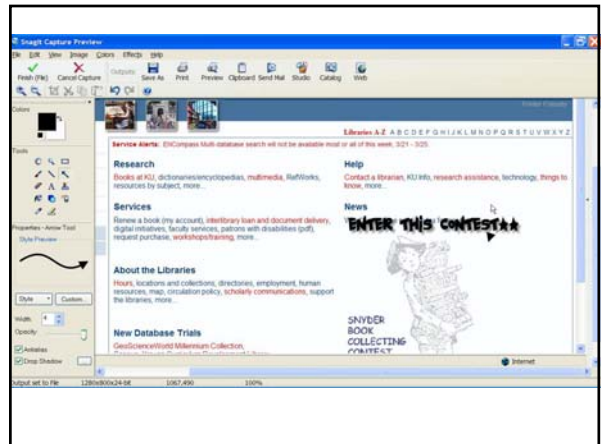 SnagIt Capture Preview
File Edit View Image Colors Effects Help
Finish (File) Cancel Capture Outputs: Save As Print Preview Clipboard Send Mail Studio Catalog Web
Colors
Tools
Properties - Arrow Tool
Style Preview
Style Custom...
Width: 4
Opacity:
Antialias
Drop Shadow
Libraries A-Z A B C D E F G H I J K L M N O P Q R S T U V W X Y Z
Service Alerts: EnCompass Multi-database search will not be available most or all of this week, 3/21 - 3/25.
Research
Books at KU, dictionaries/encyclopedias, multimedia, RefWorks,
resources by subject, more...
Services
Renew a book (my account), interlibrary loan and document delivery,
digital initiatives, faculty services, patrons with disabilities (pdf),
request purchase, workshops/training, more...
About the Libraries
Hours, locations and collections, directories, employment, human
resources, map, circulation policy, scholarly communications, support
the libraries, more...
New Database Trials
GeoScienceWorld Millennium Collection,
Help
Contact a librarian, KU Info, research assistance, technology, things to
know, more...
News
ENTER THIS CONTEST
SNYDER
BOOK
COLLECTING
CONTEST
Internet
Output set to File 1280x800x24-bit 1067,490 100%